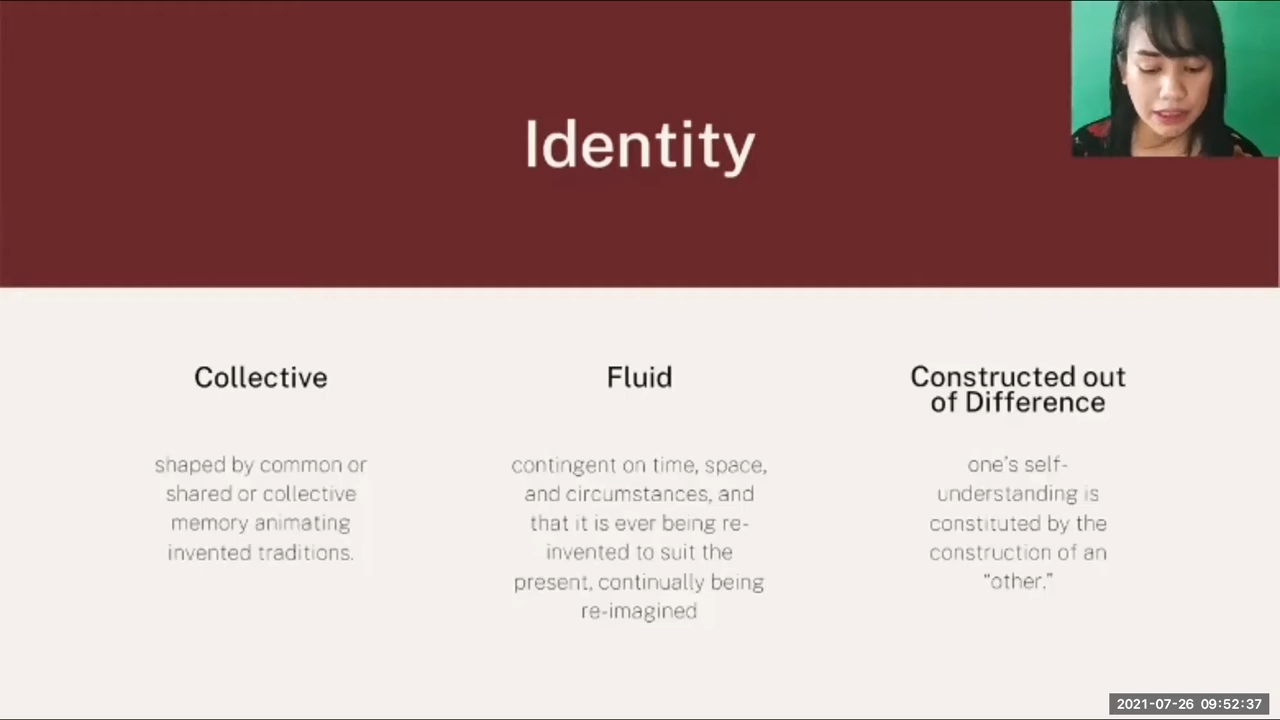 Identity
Collective
shaped by common or
shared or collective
memory animating
invented traditions.
Fluid
contingent on time, space,
and circumstances, and
that it is ever being re-
invented to suit the
present, continually being
re-imagined
Constructed out
of Difference
one's self-
understanding is
constituted by the
construction of an
“other.”
2021-07-26 09:52:37